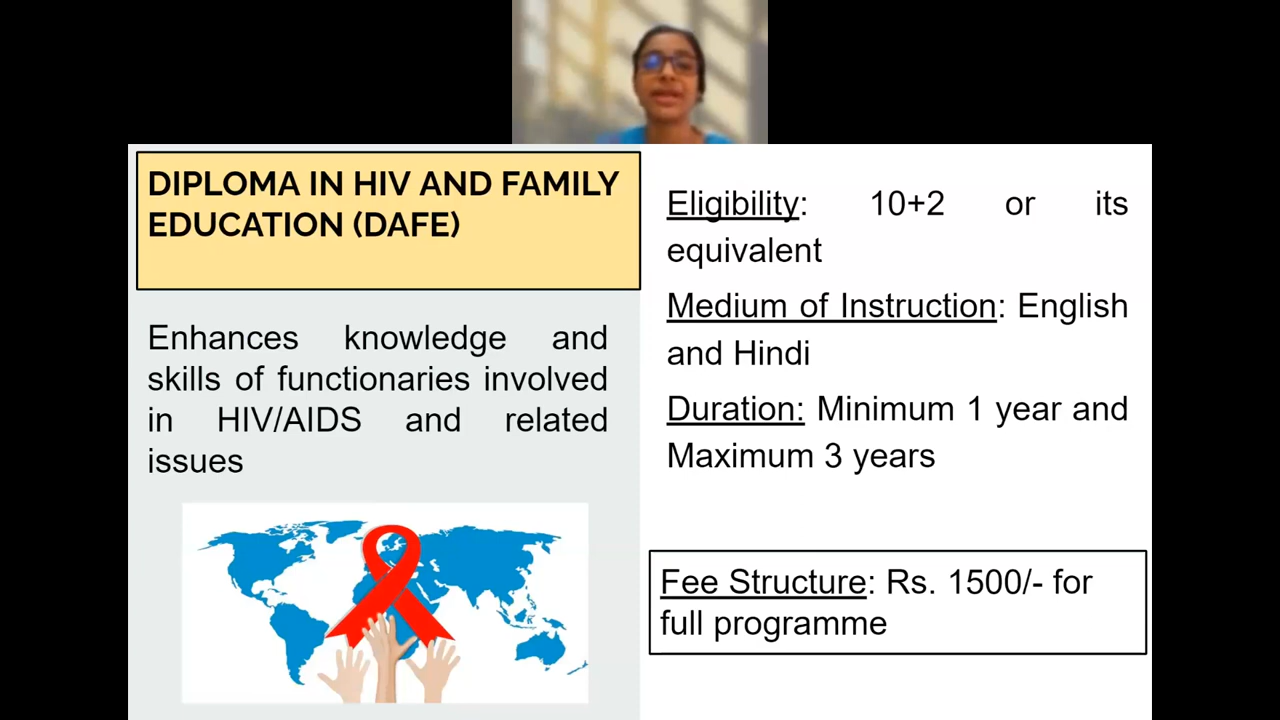 DIPLOMA IN HIV AND FAMILY
EDUCATION (DAFE)
Enhances knowledge and
skills of functionaries involved
in HIV/AIDS and related
issues
Eligibility: 10+2 or its
equivalent
Medium of Instruction: English
and Hindi
Duration: Minimum 1 year and
Maximum 3 years
Fee Structure: Rs. 1500/- for
full programme